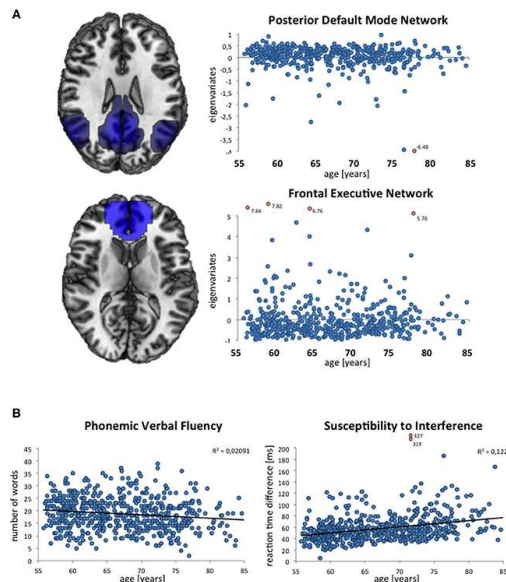 A
Posterior Default Mode Network
eigenvariates
1
0,5
0
-0,5
-1
-1,5
-2
-2,5
-3
-3,5
-4
-6.48
55 60 65 70 75 80 85
age [years]
Frontal Executive Network
eigenvariates
7.66
7.82
6.76
5.70
5
4
3
2
1
0
-1
55 60 65 70 75 80 85
age [years]
B
Phonemic Verbal Fluency
number of words
R² = 0,02091
45
40
35
30
25
20
15
10
5
0
55 60 65 70 75 80 85
age [years]
Susceptibility to Interference
reaction time difference [ms]
327
319
R² = 0,122
200
180
160
140
120
100
80
60
40
20
0
55 60 65 70 75 80 85
age [years]